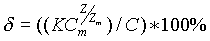 δ = ((KC_m^{Z/Z_m})/C)*100%